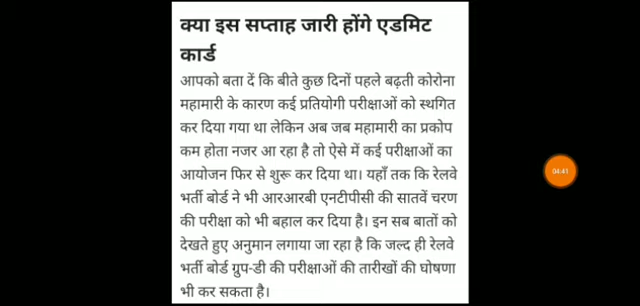 क्या इस सप्ताह जारी होंगे एडमिट
कार्ड
आपको बता दें कि बीते कुछ दिनों पहले बढ़ती कोरोना
महामारी के कारण कई प्रतियोगी परीक्षाओं को स्थगित
कर दिया गया था लेकिन अब जब महामारी का प्रकोप
कम होता नजर आ रहा है तो ऐसे में कई परीक्षाओं का
आयोजन फिर से शुरू कर दिया था। यहाँ तक कि रेलवे
भर्ती बोर्ड ने भी आरआरबी एनटीपीसी की सातवें चरण
की परीक्षा को भी बहाल कर दिया है। इन सब बातों को
देखते हुए अनुमान लगाया जा रहा है कि जल्द ही रेलवे
भर्ती बोर्ड ग्रुप-डी की परीक्षाओं की तारीखों की घोषणा
भी कर सकता है।
04:41